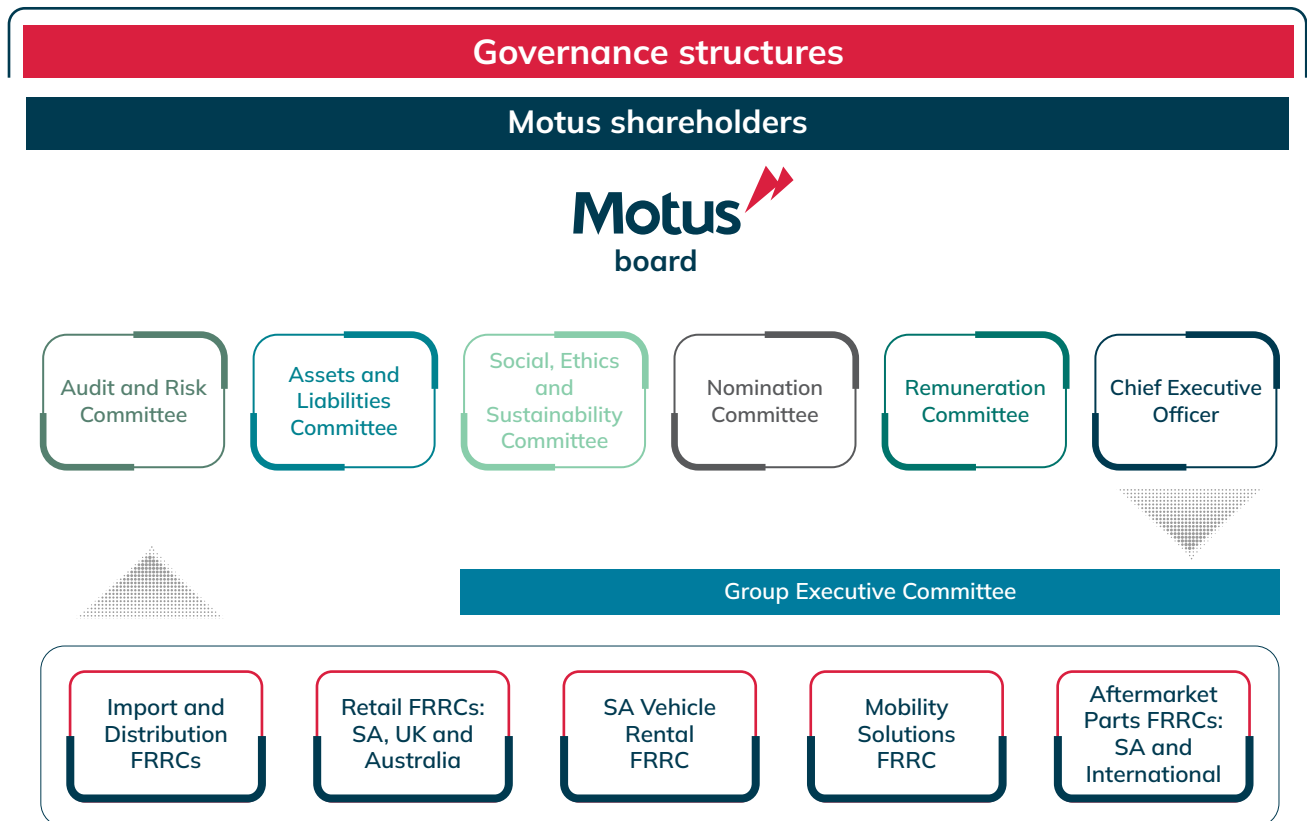 Governance structures
Motus shareholders
Motus
board
Audit and Risk
Committee
Assets and
Liabilities
Committee
Social, Ethics
and
Sustainability
Committee
Nomination
Committee
Remuneration
Committee
Chief Executive
Officer
Group Executive Committee
Import and
Distribution
FRRCs
Retail FRRCs:
SA, UK and
Australia
SA Vehicle
Rental
FRRC
Mobility
Solutions
FRRC
Aftermarket
Parts FRRCs:
SA and
International